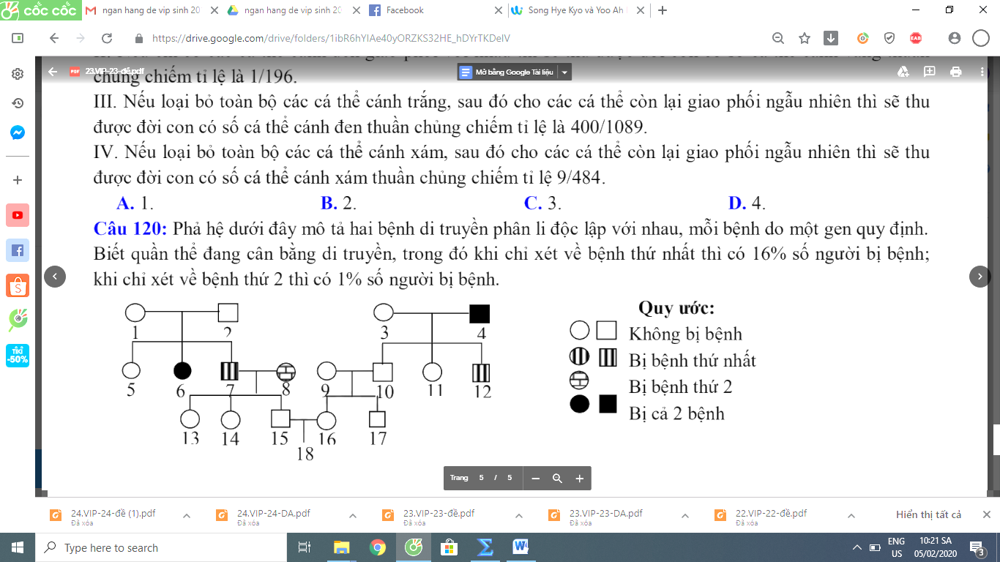 cốc cốc
ngan hang de vip sinh 20
ngan hang de vip sinh 20
Facebook
Song Hye Kyo và Yoo Ah
https://drive.google.com/drive/folders/1ibR6hYIAe40yORZKS32HE_hDYrTKDelV
EAB
PDF 23.VIP-23-đề.pdf
Mở bằng Google Tài liệu
chủng chiếm tỉ lệ là 1/196.
III. Nếu loại bỏ toàn bộ các cá thể cánh trắng, sau đó cho các cá thể còn lại giao phối ngẫu nhiên thì sẽ thu
được đời con có số cá thể cánh đen thuần chủng chiếm tỉ lệ là 400/1089.
IV. Nếu loại bỏ toàn bộ các cá thể cánh xám, sau đó cho các cá thể còn lại giao phối ngẫu nhiên thì sẽ thu
được đời con có số cá thể cánh xám thuần chủng chiếm tỉ lệ 9/484.
A. 1. B. 2. C. 3. D. 4.
Câu 120: Phả hệ dưới đây mô tả hai bệnh di truyền phân li độc lập với nhau, mỗi bệnh do một gen quy định.
Biết quần thể đang cân bằng di truyền, trong đó khi chỉ xét về bệnh thứ nhất thì có 16% số người bị bệnh;
khi chỉ xét về bệnh thứ 2 thì có 1% số người bị bệnh.
1 2 3 4
5 6 7 8 9 10 11 12
13 14 15 16 17
18
Quy ước:
Không bị bệnh
Bị bệnh thứ nhất
Bị bệnh thứ 2
Bị cả 2 bệnh
TIKI
-50%
Trang 5 / 5
24.VIP-24-đề (1).pdf
Đã xóa
24.VIP-24-DA.pdf
Đã xóa
23.VIP-23-đề.pdf
Đã xóa
23.VIP-23-DA.pdf
Đã xóa
22.VIP-22-đề.pdf
Đã xóa
Hiển thị tất cả
Type here to search
ENG
US
10:21 SA
05/02/2020
3